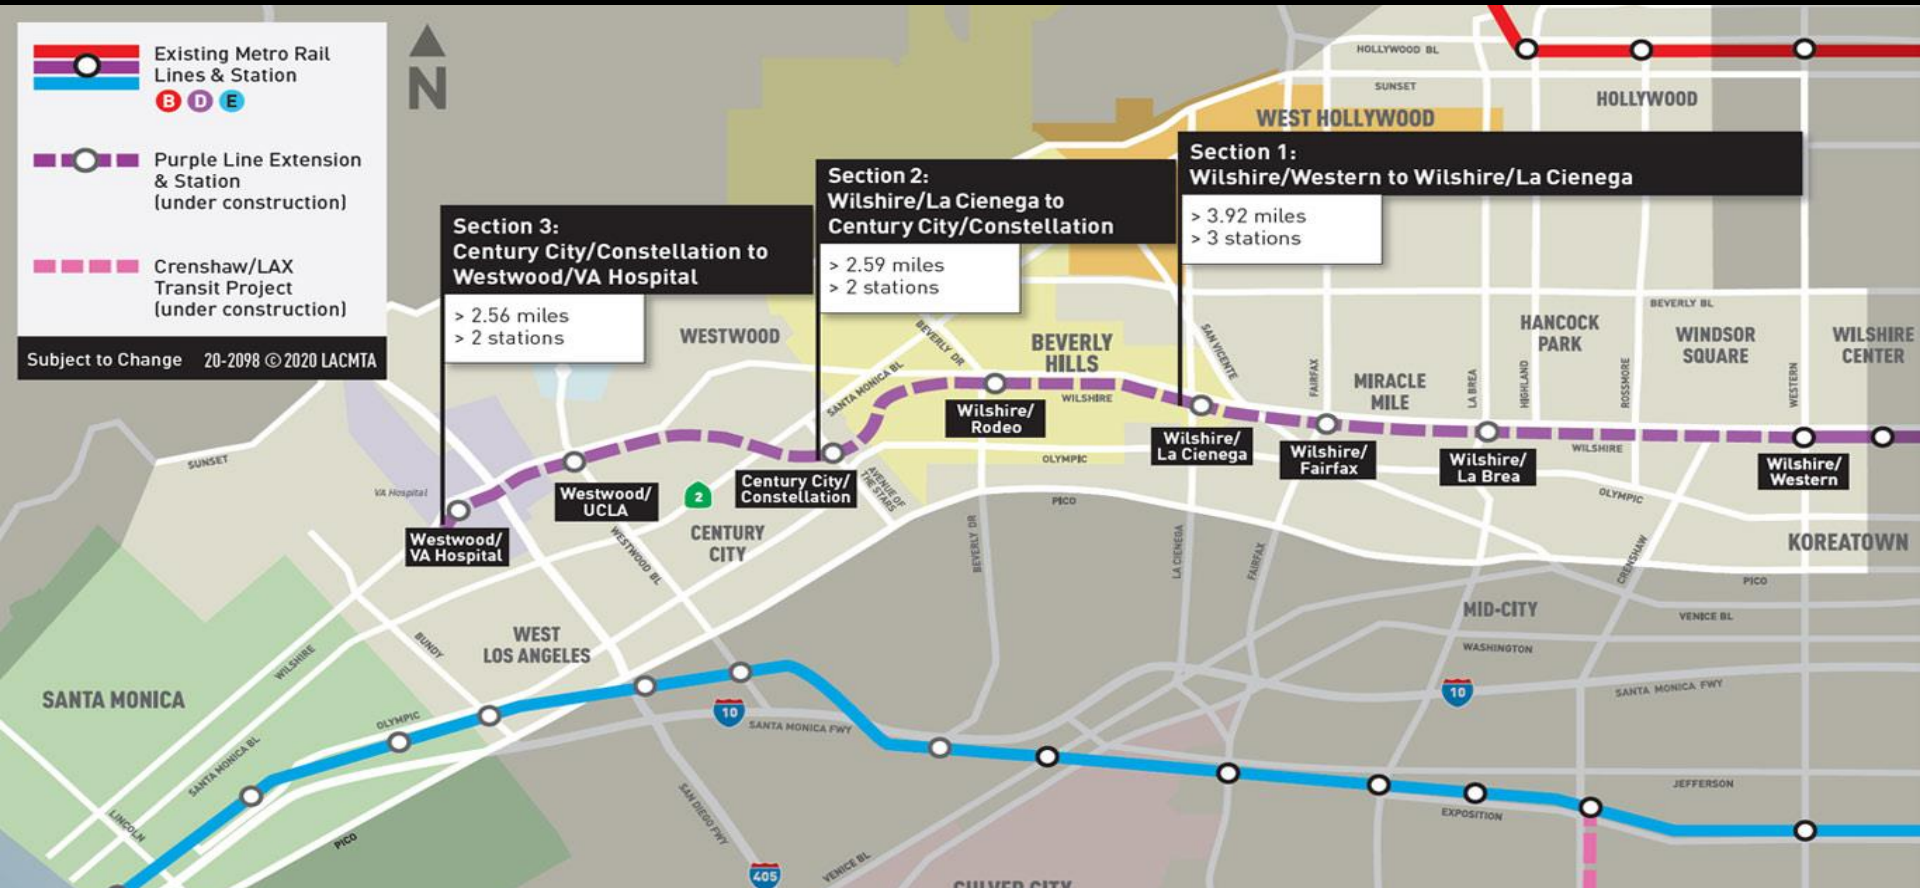 Existing Metro Rail
Lines & Station
B D E
Purple Line Extension
& Station
(under construction)
Crenshaw/LAX
Transit Project
(under construction)
Subject to Change 20-2098 © 2020 LACMTA
N
Section 3:
Century City/Constellation to
Westwood/VA Hospital
> 2.56 miles
> 2 stations
Section 2:
Wilshire/La Cienega to
Century City/Constellation
> 2.59 miles
> 2 stations
Section 1:
Wilshire/Western to Wilshire/La Cienega
> 3.92 miles
> 3 stations
HOLLYWOOD BL
SUNSET
HOLLYWOOD
WEST HOLLYWOOD
BEVERLY BL
WESTWOOD
BEVERLY DR
BEVERLY
HILLS
SAN VICENTE
HANCOCK
PARK
WINDSOR
SQUARE
WILSHIRE
CENTER
SANTA MONICA BL
WILSHIRE
FAIRFAX
MIRACLE
MILE
LA BREA
HIGHLAND
ROSSMORE
WESTERN
Wilshire/
Rodeo
Wilshire/
La Cienega
Wilshire/
Fairfax
Wilshire/
La Brea
WILSHIRE
Wilshire/
Western
SUNSET
VA Hospital
Westwood/
VA Hospital
Westwood/
UCLA
2
Century City/
Constellation
AVENUE OF
THE STARS
OLYMPIC
PICO
OLYMPIC
CENTURY
CITY
WESTWOOD BL
BEVERLY DR
LA CIENEGA
FAIRFAX
CRENSHAW
KOREATOWN
PICO
MID-CITY
VENICE BL
WASHINGTON
BUNDY
WEST
LOS ANGELES
WILSHIRE
SANTA MONICA
OLYMPIC
SANTA MONICA BL
LINCOLN
PICO
10
SANTA MONICA FWY
10
SANTA MONICA FWY
SAN DIEGO FWY
405
VENICE BL
JEFFERSON
EXPOSITION
CULVER CITY